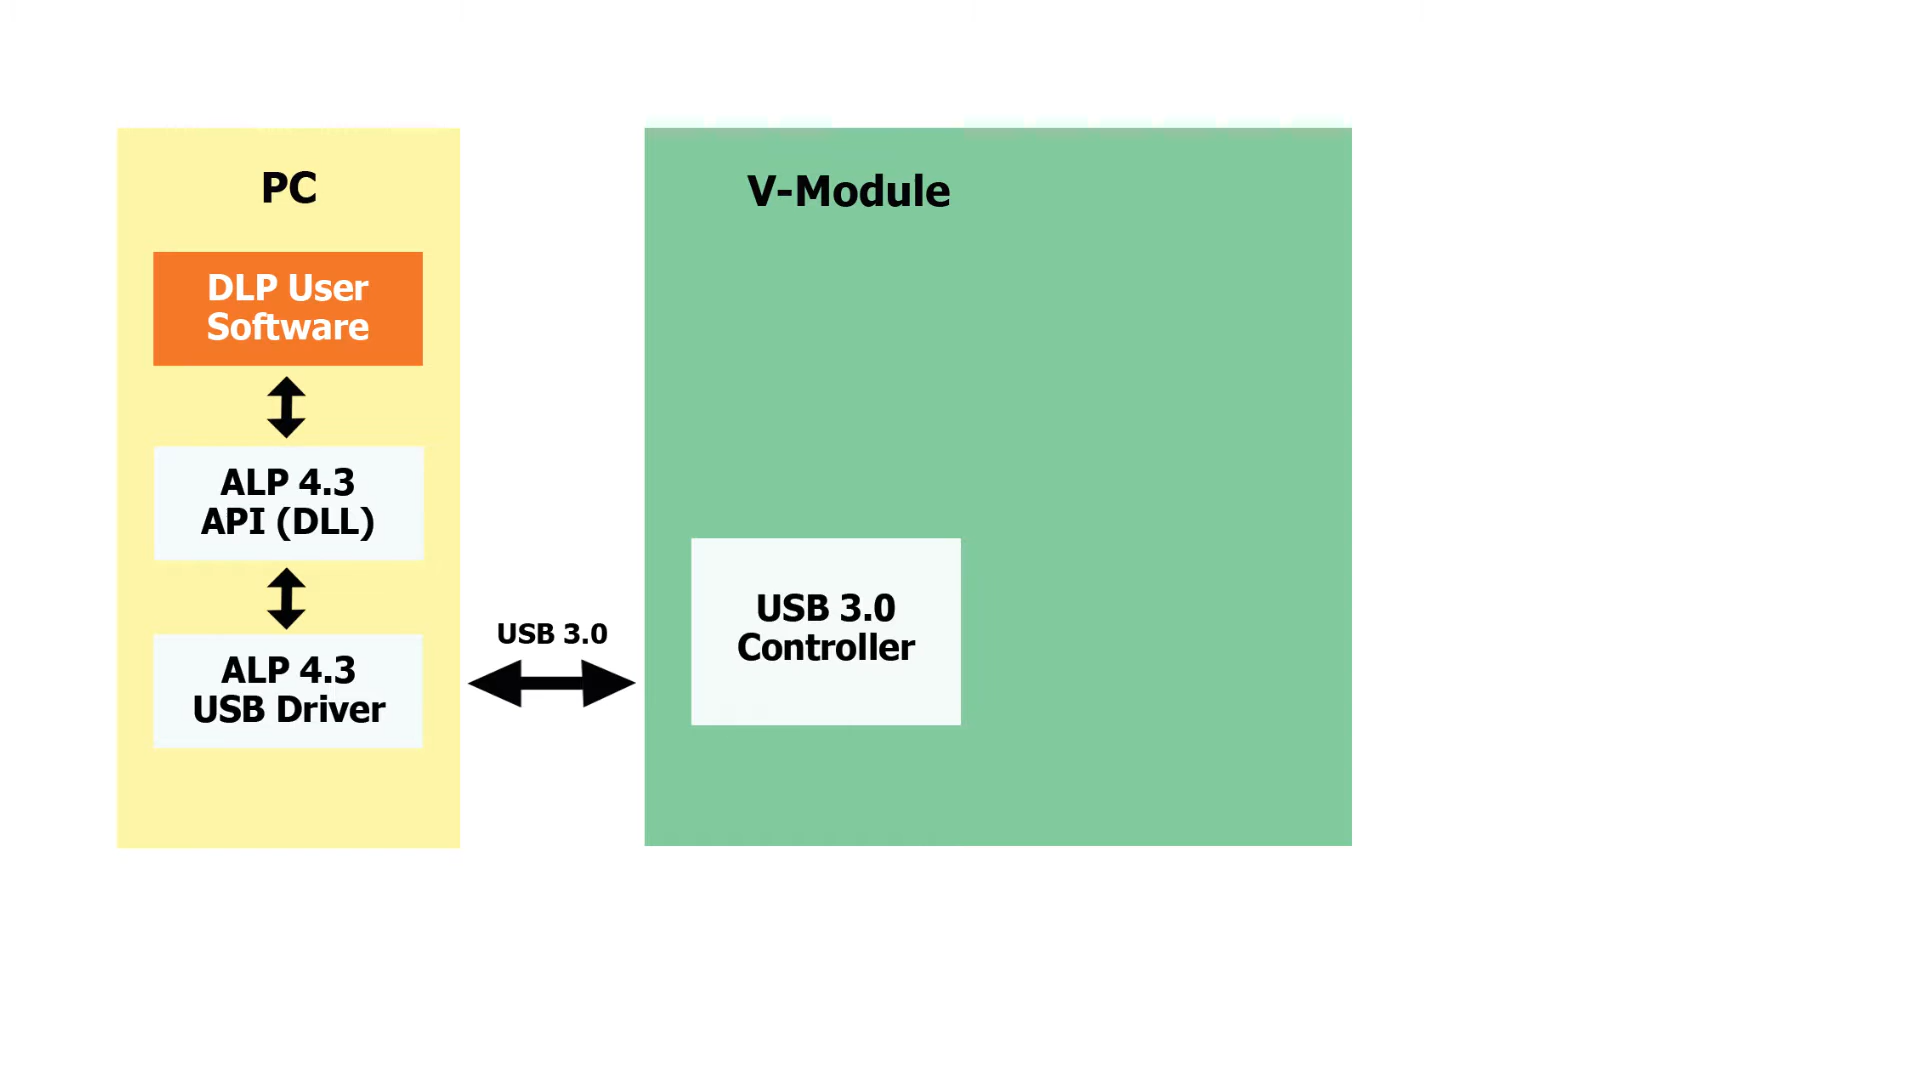 PC
DLP User
Software
ALP 4.3
API (DLL)
ALP 4.3
USB Driver
USB 3.0
V-Module
USB 3.0
Controller